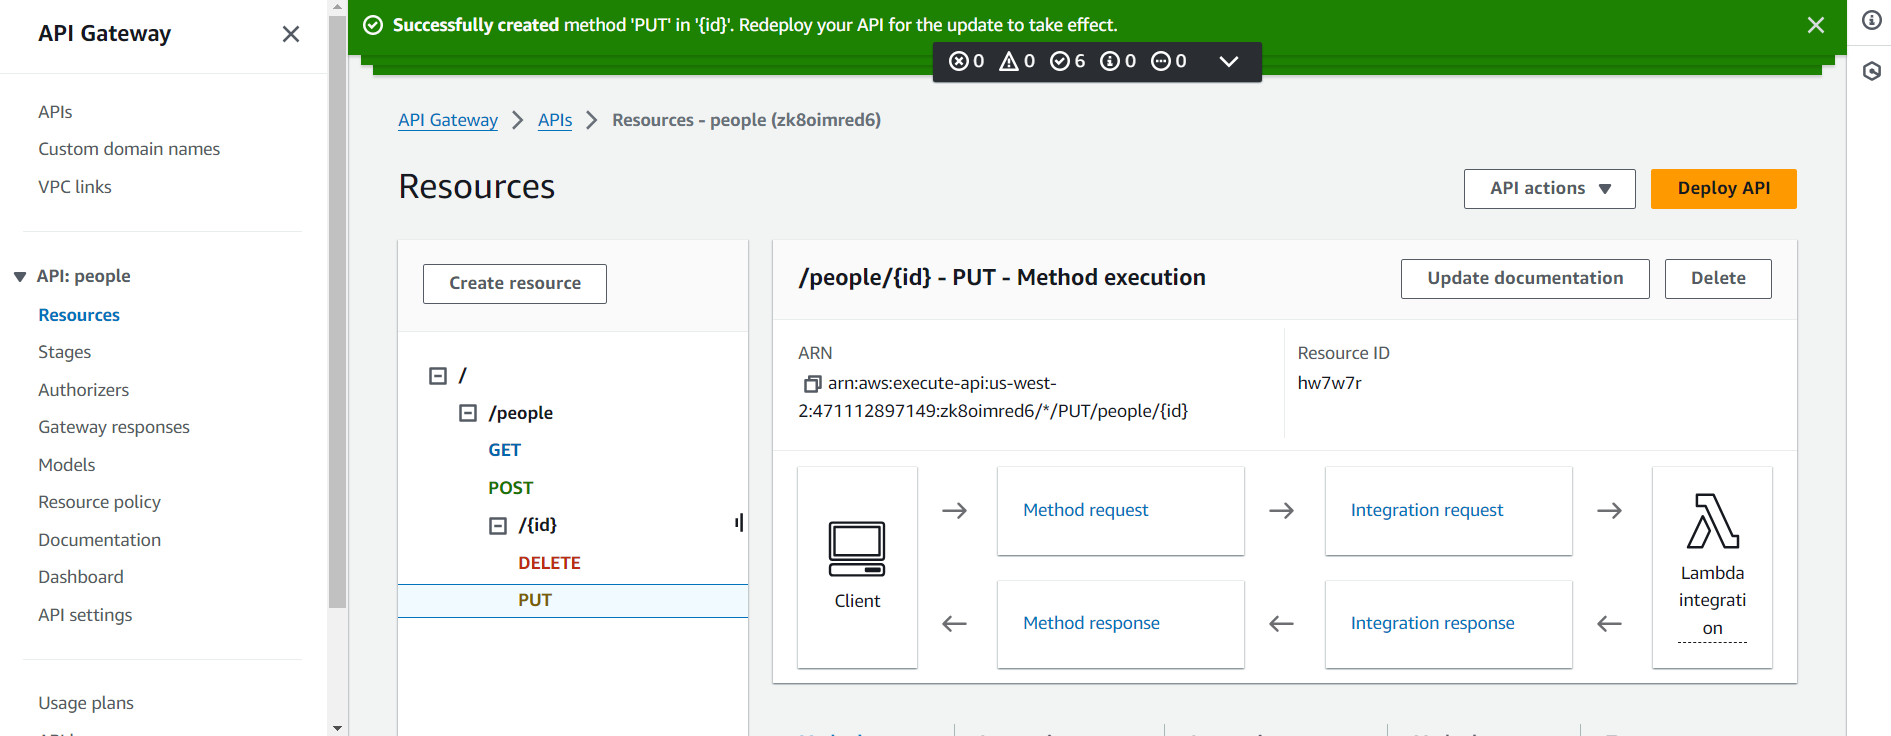 API Gateway
APIs
Custom domain names
VPC links
API: people
Resources
Stages
Authorizers
Gateway responses
Models
Resource policy
Documentation
Dashboard
API settings
Usage plans
Successfully created method 'PUT' in '{id}'. Redeploy your API for the update to take effect.
0 0 6 0 0
API Gateway > APIs > Resources - people (zk8oimred6)
Resources
API actions
Deploy API
Create resource
/
/people
GET
POST
/{id}
DELETE
PUT
/people/{id} - PUT - Method execution
Update documentation
Delete
ARN
arn:aws:execute-api:us-west-
2:471112897149:zk8oimred6/*/PUT/people/{id}
Resource ID
hw7w7r
Client
Method request
Integration request
Method response
Integration response
Lambda
integrati
on